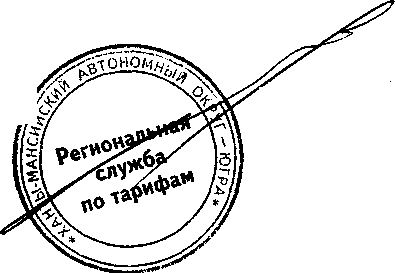 *ХАНТЫ-МАНСИЙСКИЙ АВТОНОМНЫЙ ОКРУГ – ЮГРА*
Региональная
служба
по тарифам